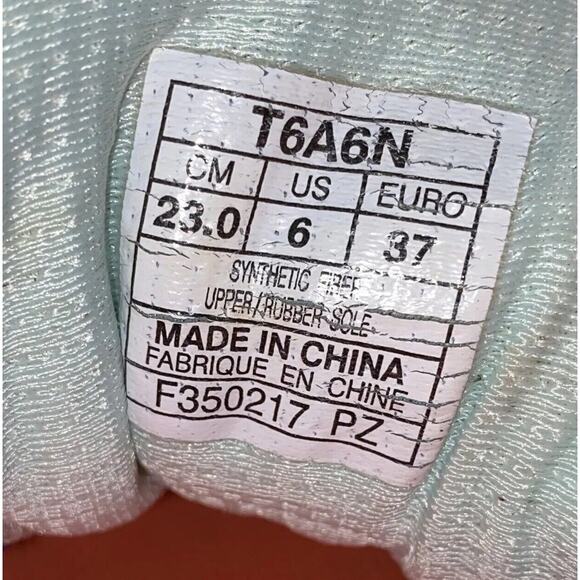 T6A6N
CM US EURO
23.0 6 37
SYNTHETIC FIBER
UPPER/RUBBER SOLE
MADE IN CHINA
FABRIQUE EN CHINE
F350217 PZ